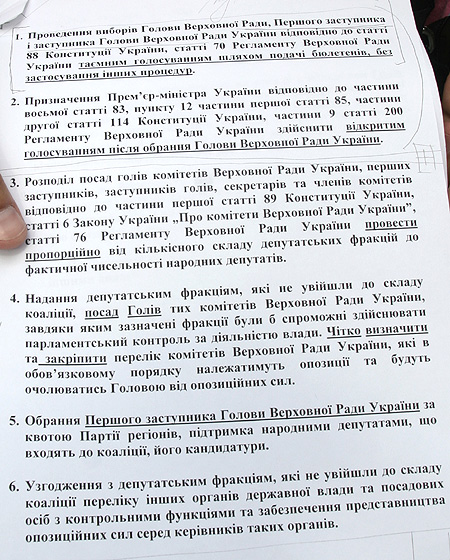 1. Проведення виборів Голови Верховної Ради, Першого заступника
і заступника Голови Верховної Ради України відповідно до статті
88 Конституції України, статті 70 Регламенту Верховної Ради
України таємним голосуванням шляхом подачі бюлетенів, без
застосування інших процедур.
2. Призначення Прем'єр-міністра України відповідно до частини
восьмої статті 83, пункту 12 частини першої статті 85, частини
другої статті 114 Конституції України, частини 9 статті 200
Регламенту Верховної Ради України здійснити відкритим
голосуванням після обрання Голови Верховної Ради України.
3. Розподіл посад голів комітетів Верховної Ради України, перших
заступників, заступників голів, секретарів та членів комітетів
відповідно до частини першої статті 89 Конституції України,
статті 6 Закону України „Про комітети Верховної Ради України",
статті 76 Регламенту Верховної Ради України провести
пропорційно від кількісного складу депутатських фракцій до
фактичної чисельності народних депутатів.
4. Надання депутатським фракціям, які не увійшли до складу
коаліції, посад Голів тих комітетів Верховної Ради України,
завдяки яким зазначені фракції були б спроможні здійснювати
парламентський контроль за діяльністю влади. Чітко визначити
та закріпити перелік комітетів Верховної Ради України, які в
обов'язковому порядку належатимуть опозиції та будуть
очолюватись Головою від опозиційних сил.
5. Обрання Першого заступника Голови Верховної Ради України за
квотою Партії регіонів, підтримка народними депутатами, що
входять до коаліції, його кандидатури.
6. Узгодження з депутатським фракціям, які не увійшли до складу
коаліції переліку інших органів державної влади та посадових
осіб з контрольними функціями та забезпечення представництва
опозиційних сил серед керівників таких органів.